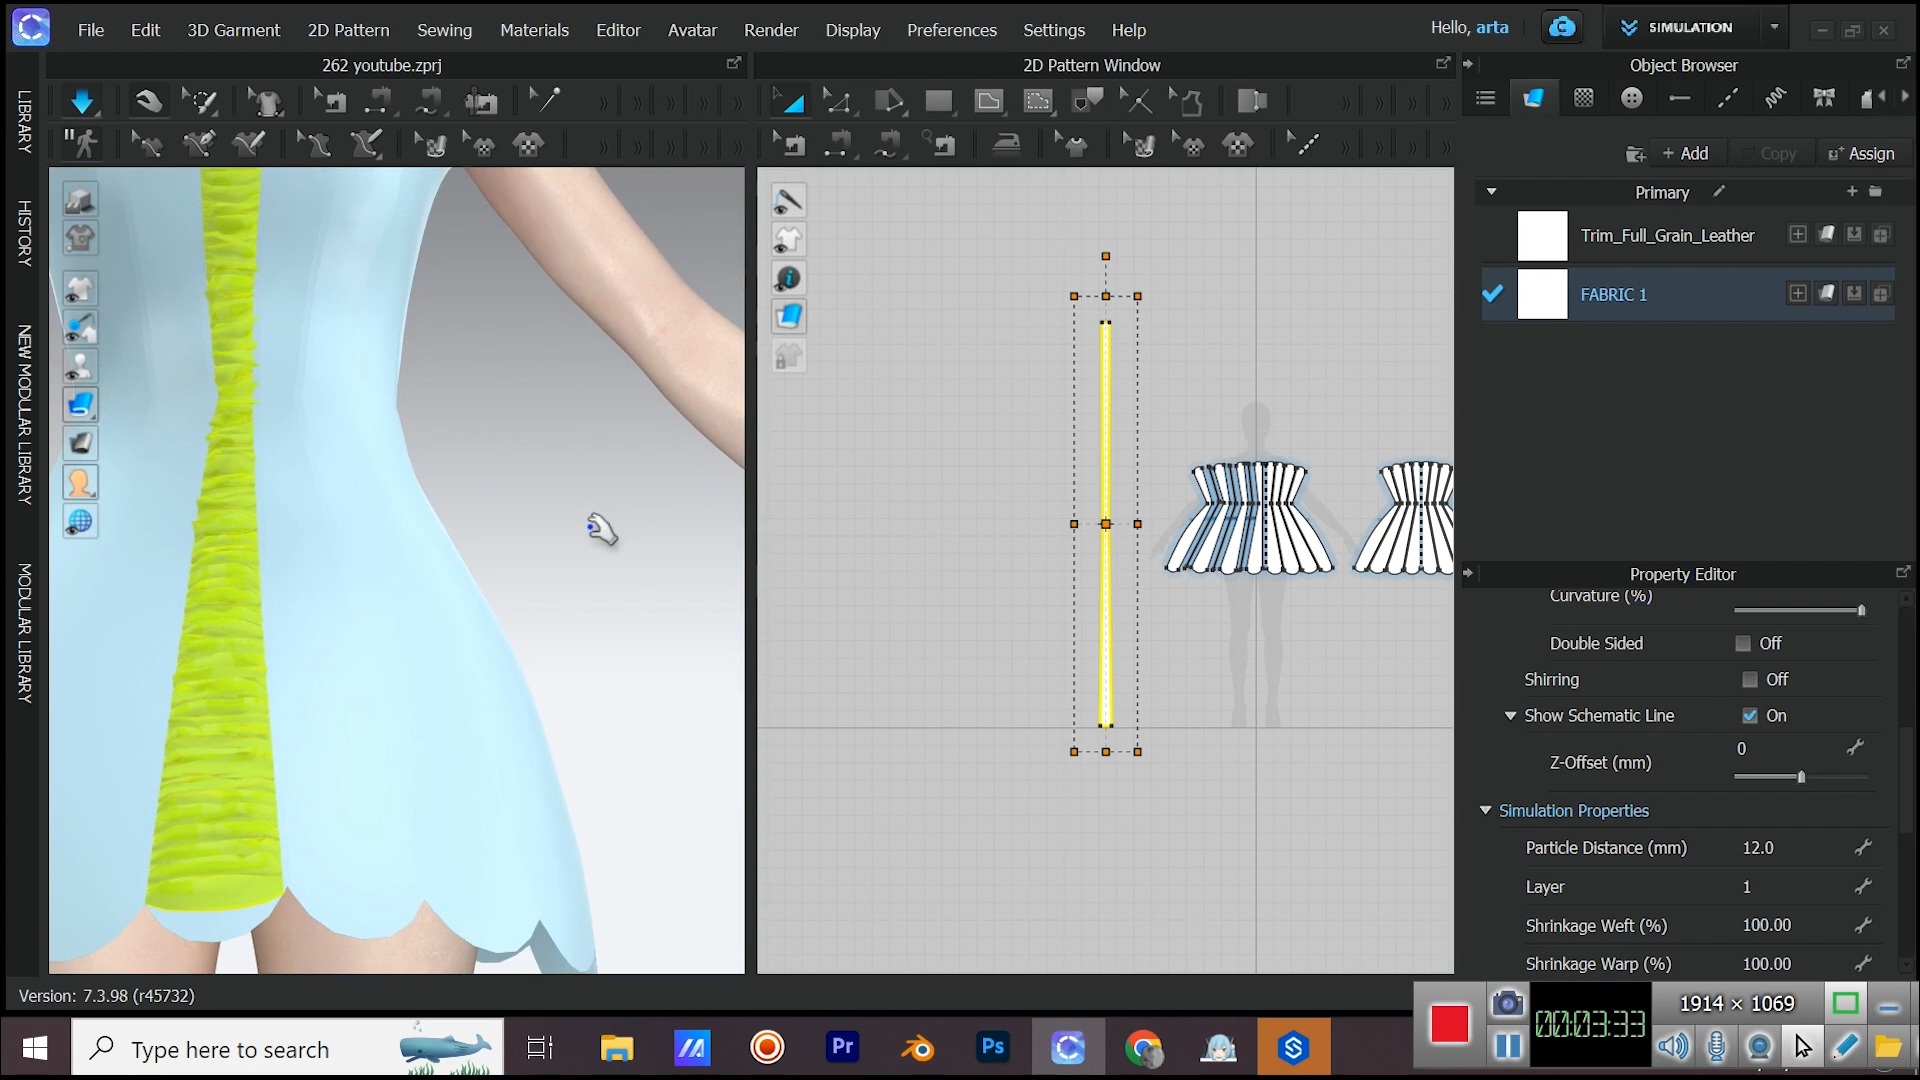 File Edit 3D Garment 2D Pattern Sewing Materials Editor Avatar Render Display Preferences Settings Help
Hello, arta
SIMULATION
262 youtube.zprj
2D Pattern Window
Object Browser
LIBRARY
HISTORY
NEW MODULAR LIBRARY
MODULAR LIBRARY
+ Add Copy Assign
Primary
Trim_Full_Grain_Leather
FABRIC 1
Property Editor
Curvature (%)
Double Sided Off
Shirring Off
Show Schematic Line On
Z-Offset (mm) 0
Simulation Properties
Particle Distance (mm) 12.0
Layer 1
Shrinkage Weft (%) 100.00
Shrinkage Warp (%) 100.00
Version: 7.3.98 (r45732)
1914 × 1069
00:03:33
Type here to search
Pr
Ps